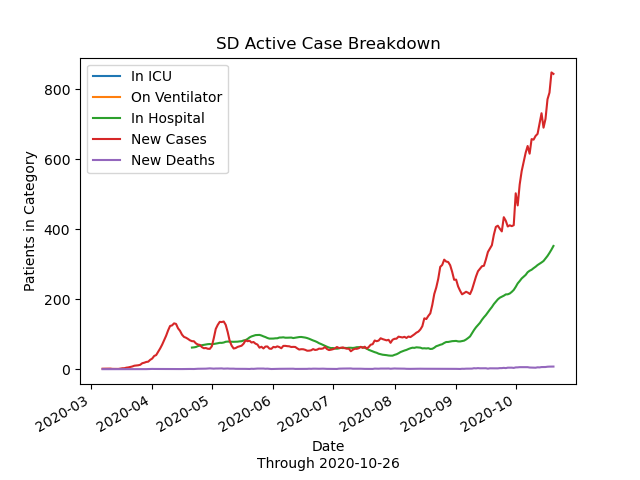 SD Active Case Breakdown
In ICU
On Ventilator
In Hospital
New Cases
New Deaths
Patients in Category
800
600
400
200
0
2020-03
2020-04
2020-05
2020-06
2020-07
2020-08
2020-09
2020-10
Date
Through 2020-10-26